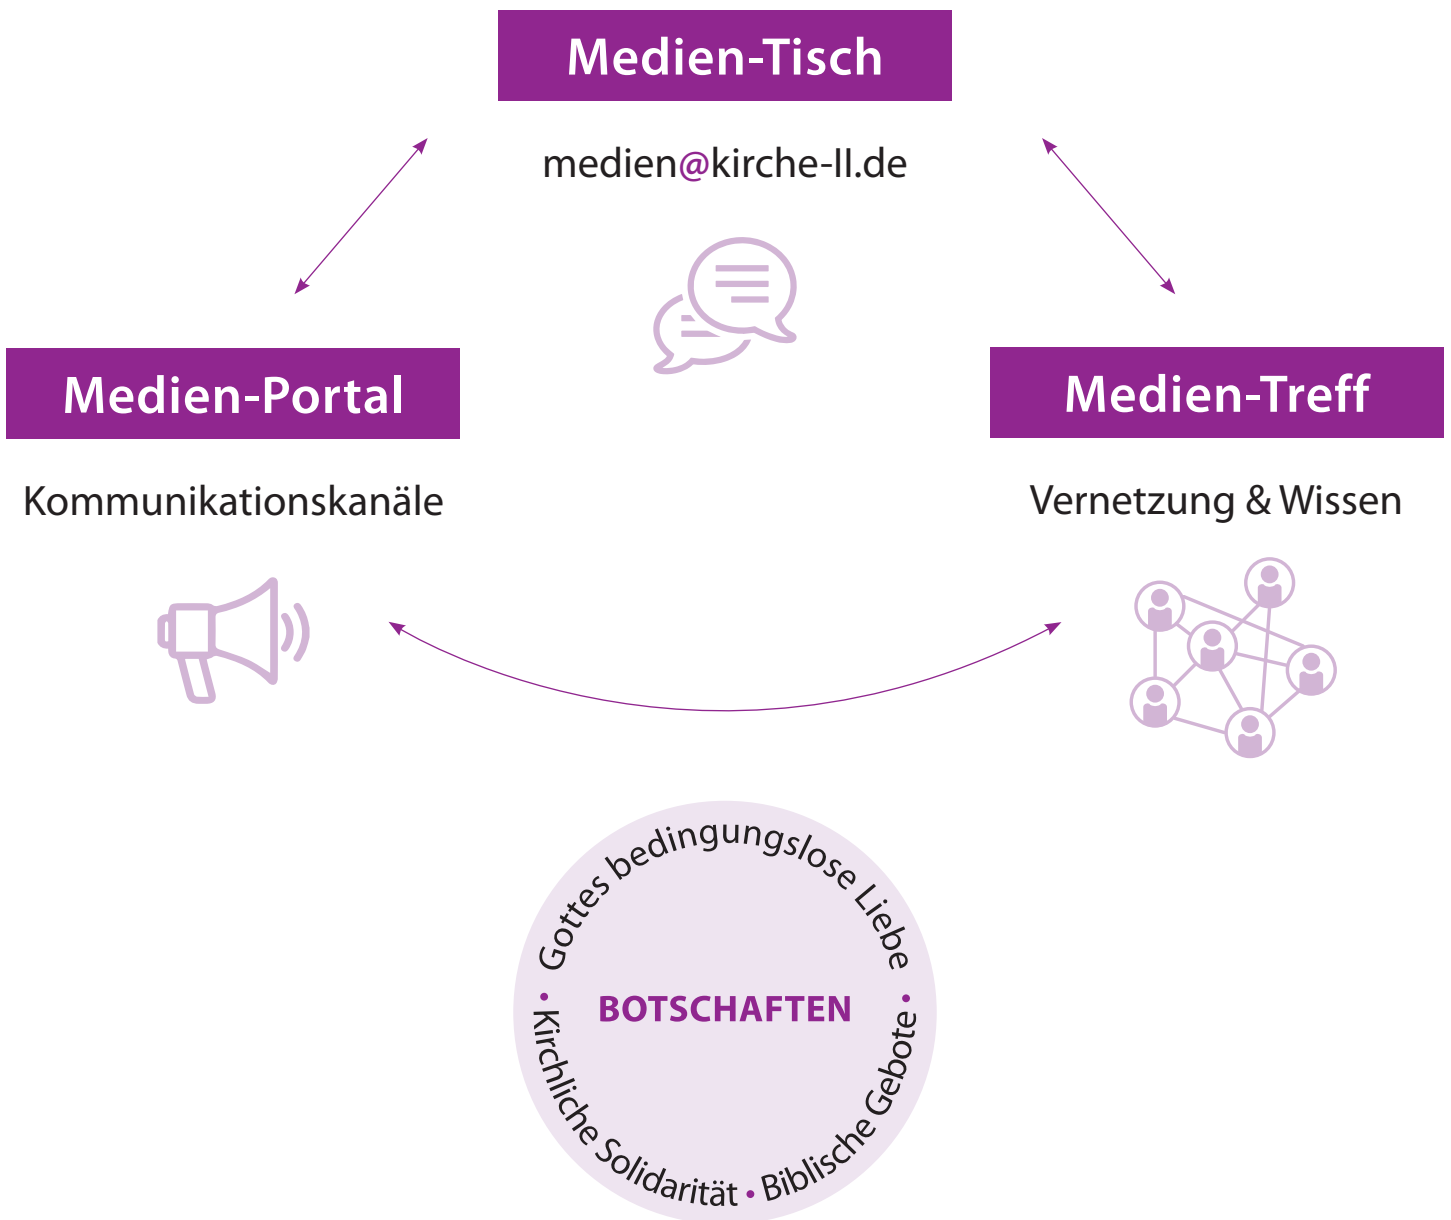 Medien-Tisch
medien@kirche-ll.de
Medien-Portal
Kommunikationskanäle
Medien-Treff
Vernetzung & Wissen
Gottes bedingungslose Liebe
BOTSCHAFTEN
• Kirchliche Solidarität • Biblische Gebote •